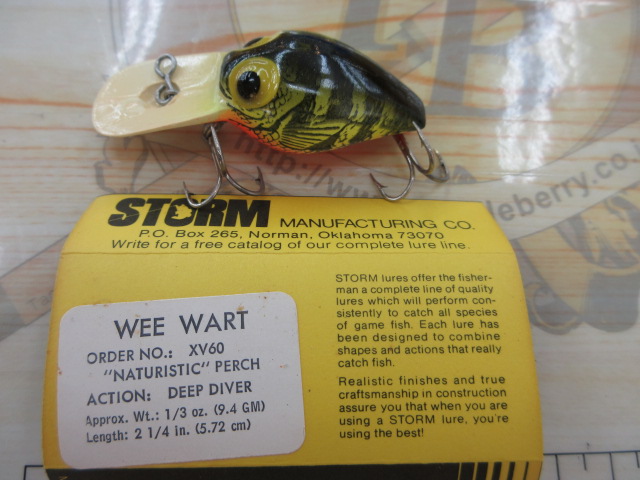 http://www.
leberry.co.j
STORM MANUFACTURING CO.
P.O. Box 265, Norman, Oklahoma 73070
Write for a free catalog of our complete lure line.
WEE WART
ORDER NO.: XV60
"NATURISTIC" PERCH
ACTION: DEEP DIVER
Approx. Wt.: 1/3 oz. (9.4 GM)
Length: 2 1/4 in. (5.72 cm)
STORM lures offer the fisher-
man a complete line of quality
lures which will perform con-
sistently to catch all species
of game fish. Each lure has
been designed to combine
shapes and actions that really
catch fish.
Realistic finishes and true
craftsmanship in construction
assure you that when you are
using a STORM lure, you're
using the best!